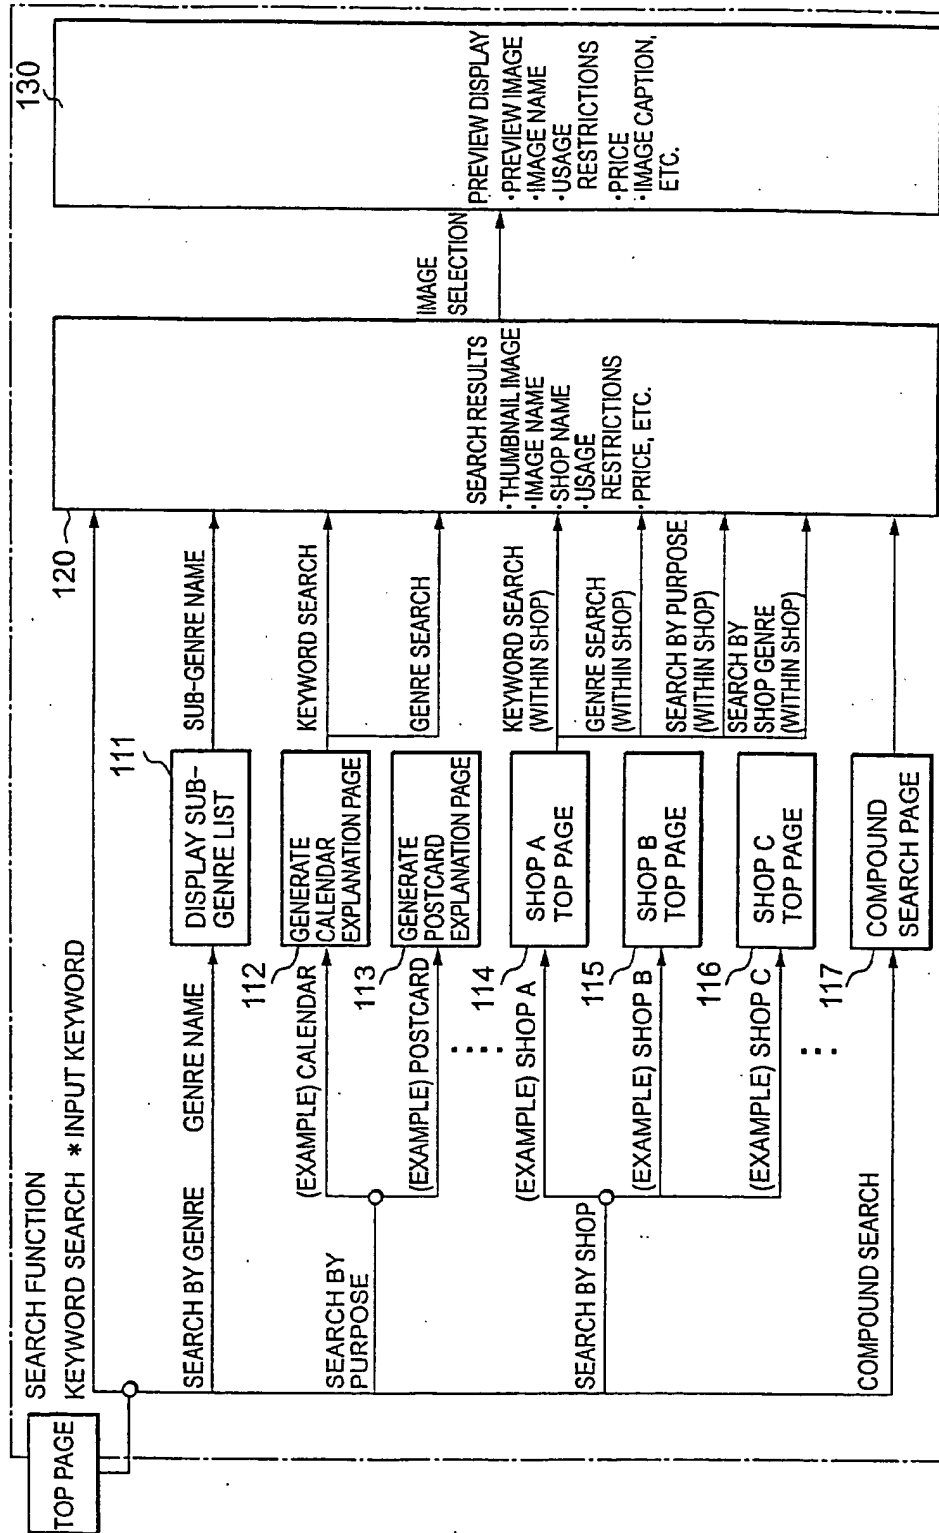 TOP PAGE
SEARCH FUNCTION
KEYWORD SEARCH * INPUT KEYWORD
SEARCH BY GENRE
GENRE NAME
111
DISPLAY SUB-
GENRE LIST
SUB-GENRE NAME
SEARCH BY
PURPOSE
(EXAMPLE) CALENDAR
112
GENERATE
CALENDAR
EXPLANATION PAGE
KEYWORD SEARCH
(EXAMPLE) POSTCARD
113
GENERATE
POSTCARD
EXPLANATION PAGE
GENRE SEARCH
SEARCH BY SHOP
(EXAMPLE) SHOP A
114
SHOP A
TOP PAGE
KEYWORD SEARCH
(WITHIN SHOP)
GENRE SEARCH
(WITHIN SHOP)
(EXAMPLE) SHOP B
115
SHOP B
TOP PAGE
SEARCH BY PURPOSE
(WITHIN SHOP)
SEARCH BY
SHOP GENRE
(WITHIN SHOP)
(EXAMPLE) SHOP C
116
SHOP C
TOP PAGE
COMPOUND SEARCH
117
COMPOUND
SEARCH PAGE
120
SEARCH RESULTS
・THUMBNAIL IMAGE
・IMAGE NAME
・SHOP NAME
・USAGE
RESTRICTIONS
・PRICE, ETC.
IMAGE
SELECTION
130
PREVIEW DISPLAY
・PREVIEW IMAGE
・IMAGE NAME
・USAGE
RESTRICTIONS
・PRICE
・IMAGE CAPTION,
ETC.